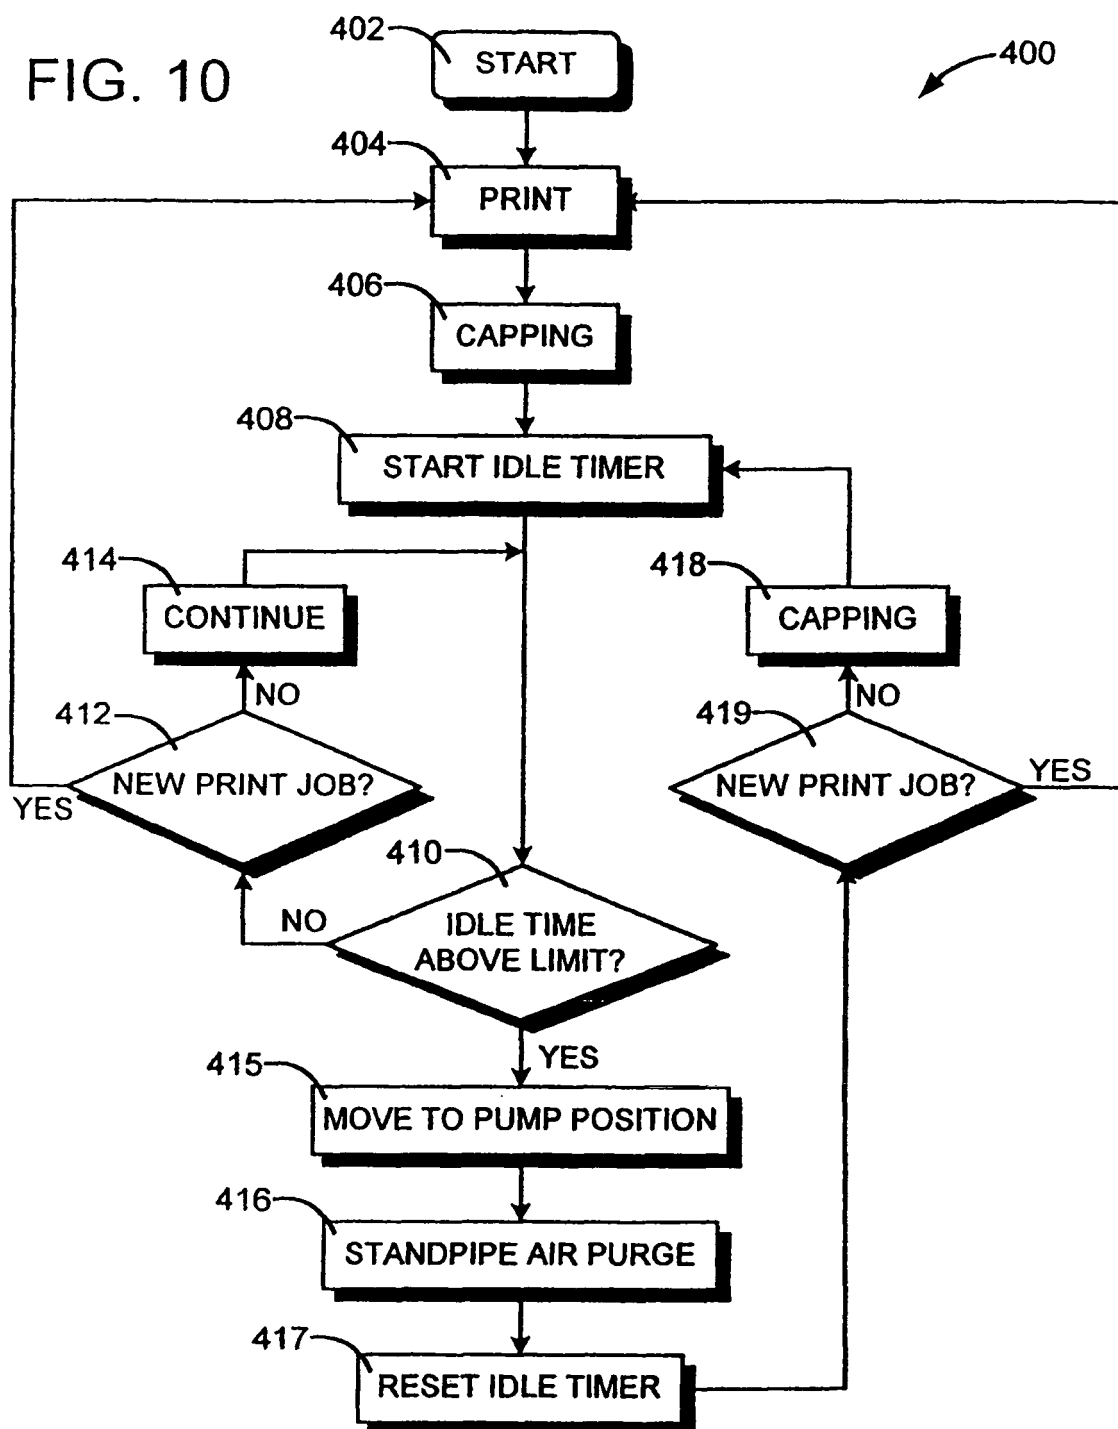 FIG. 10
400
402
START
404
PRINT
406
CAPPING
408
START IDLE TIMER
414
CONTINUE
418
CAPPING
NO
NO
412
NEW PRINT JOB?
YES
419
NEW PRINT JOB?
YES
410
IDLE TIME
ABOVE LIMIT?
NO
YES
415
MOVE TO PUMP POSITION
416
STANDPIPE AIR PURGE
417
RESET IDLE TIMER